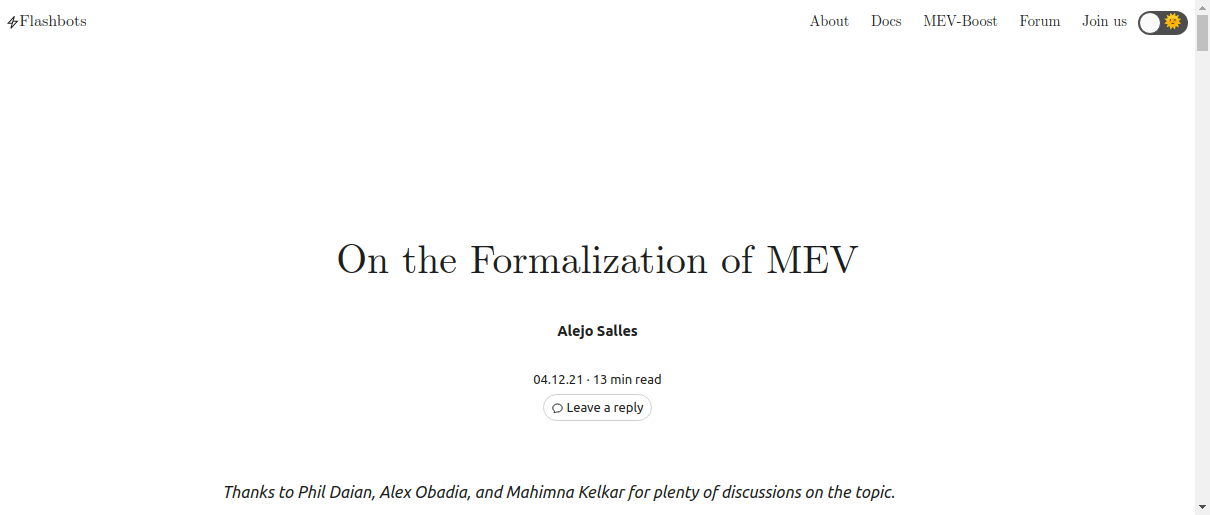 Flashbots
About Docs MEV-Boost Forum Join us
On the Formalization of MEV
Alejo Salles
04.12.21 · 13 min read
Leave a reply
Thanks to Phil Daian, Alex Obadia, and Mahimna Kelkar for plenty of discussions on the topic.